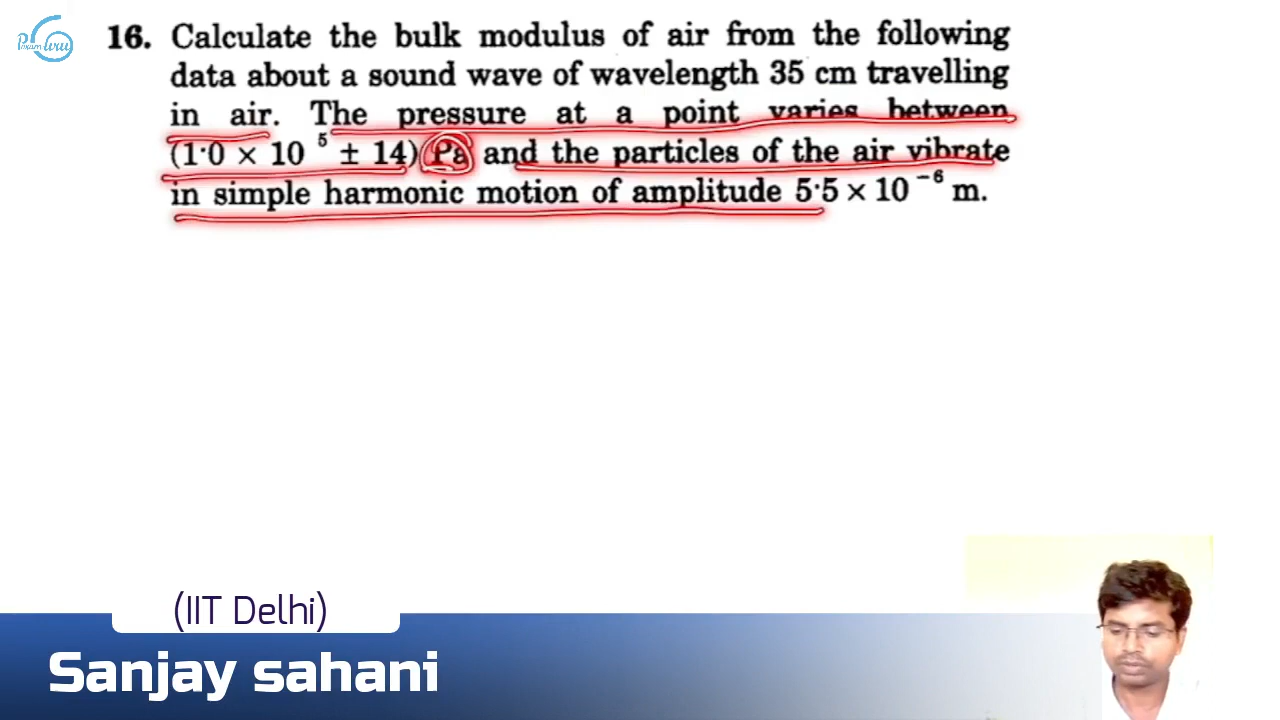 16. Calculate the bulk modulus of air from the following
data about a sound wave of wavelength 35 cm travelling
in air. The pressure at a point varies between
(1·0 × 10 ⁵ ± 14) Pa and the particles of the air vibrate
in simple harmonic motion of amplitude 5·5 × 10 ⁻⁶ m.
(IIT Delhi)
Sanjay sahani